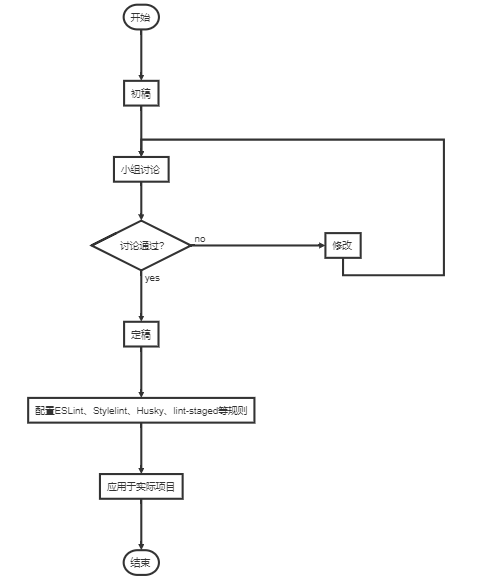 开始
初稿
小组讨论
讨论通过?
no
修改
yes
定稿
配置ESLint、Stylelint、Husky、lint-staged等规则
应用于实际项目
结束